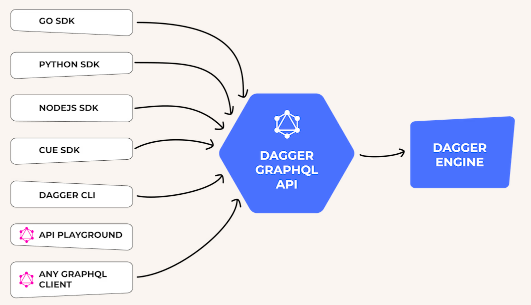 GO SDK
PYTHON SDK
NODEJS SDK
CUE SDK
DAGGER CLI
API PLAYGROUND
ANY GRAPHQL
CLIENT
DAGGER
GRAPHQL
API
DAGGER
ENGINE